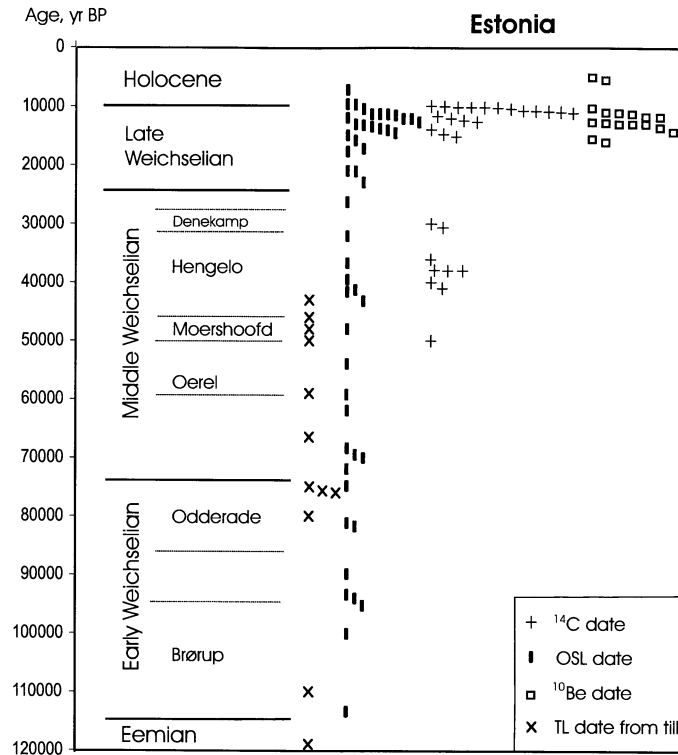 Age, yr BP
Estonia
0
10000
20000
30000
40000
50000
60000
70000
80000
90000
100000
110000
120000
Holocene
Late
Weichselian
Middle Weichselian
Denekamp
Hengelo
Moershoofd
Oerel
Early Weichselian
Odderade
Brørup
Eemian
14C date
OSL date
10Be date
TL date from till